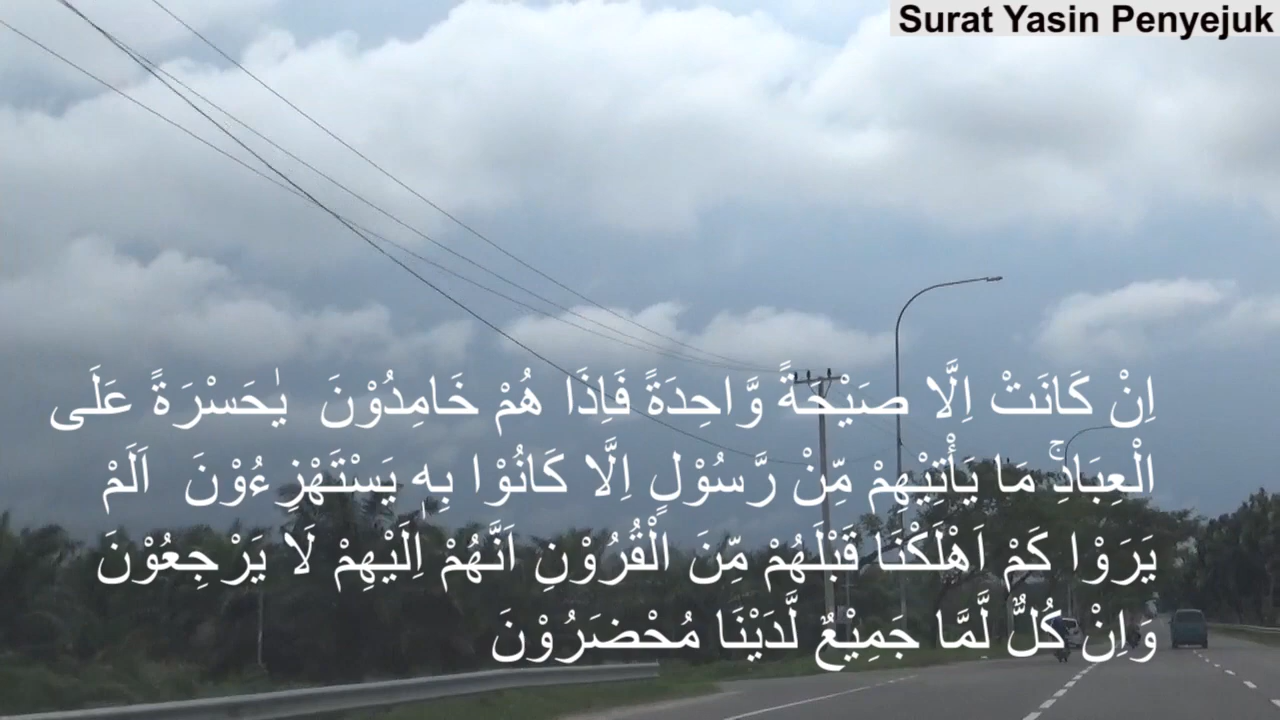 Surat Yasin Penyejuk
اِنْ كَانَتْ اِلَّا صَيْحَةً وَّاحِدَةً فَاِذَا هُمْ خَامِدُوْنَ يٰحَسْرَةً عَلَى
الْعِبَادِۚ مَا يَأْتِيْهِمْ مِّنْ رَّسُوْلٍ اِلَّا كَانُوْا بِهٖ يَسْتَهْزِءُوْنَ اَلَمْ
يَرَوْا كَمْ اَهْلَكْنَا قَبْلَهُمْ مِّنَ الْقُرُوْنِ اَنَّهُمْ اِلَيْهِمْ لَا يَرْجِعُوْنَ
وَاِنْ كُلٌّ لَّمَّا جَمِيْعٌ لَّدَيْنَا مُحْضَرُوْنَ